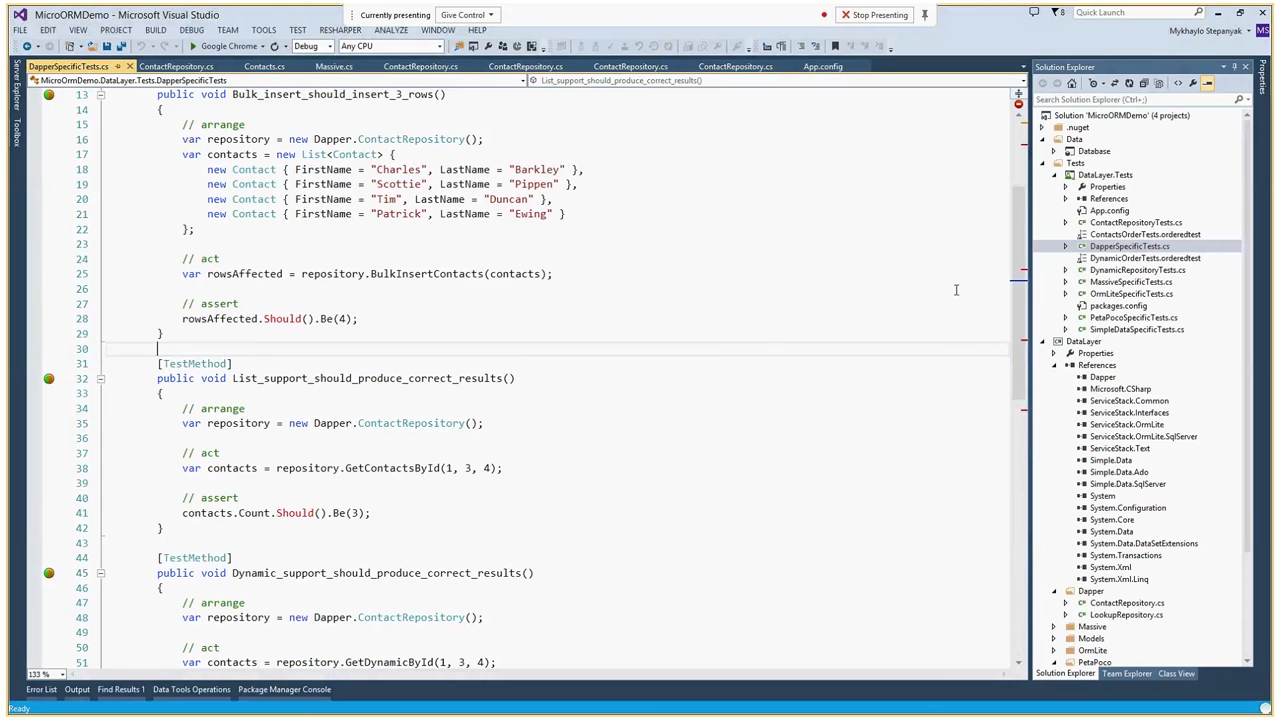 MicroORMDemo - Microsoft Visual Studio
Currently presenting
Give Control
Stop Presenting
8
Quick Launch (Ctrl+Q)
FILE EDIT VIEW PROJECT BUILD DEBUG TEAM TOOLS TEST RESHARPER ANALYZE WINDOW HELP
Mykhaylo Stepanyak
MS
Google Chrome
Debug
Any CPU
DapperSpecificTests.cs
ContactRepository.cs
Contacts.cs
Massive.cs
ContactRepository.cs
ContactRepository.cs
ContactRepository.cs
ContactRepository.cs
App.config
MicroOrmDemo.DataLayer.Tests.DapperSpecificTests
List_support_should_produce_correct_results()
13 public void Bulk_insert_should_insert_3_rows()
14 {
15 // arrange
16 var repository = new Dapper.ContactRepository();
17 var contacts = new List<Contact> {
18 new Contact { FirstName = "Charles", LastName = "Barkley" },
19 new Contact { FirstName = "Scottie", LastName = "Pippen" },
20 new Contact { FirstName = "Tim", LastName = "Duncan" },
21 new Contact { FirstName = "Patrick", LastName = "Ewing" }
22 };
23
24 // act
25 var rowsAffected = repository.BulkInsertContacts(contacts);
26
27 // assert
28 rowsAffected.Should().Be(4);
29 }
30
31 [TestMethod]
32 public void List_support_should_produce_correct_results()
33 {
34 // arrange
35 var repository = new Dapper.ContactRepository();
36
37 // act
38 var contacts = repository.GetContactsById(1, 3, 4);
39
40 // assert
41 contacts.Count.Should().Be(3);
42 }
43
44 [TestMethod]
45 public void Dynamic_support_should_produce_correct_results()
46 {
47 // arrange
48 var repository = new Dapper.ContactRepository();
49
50 // act
51 var contacts = repository.GetDynamicById(1, 3, 4);
133 %
Server Explorer
Toolbox
Solution Explorer
Search Solution Explorer (Ctrl+;)
Solution 'MicroORMDemo' (4 projects)
.nuget
Data
Database
Tests
DataLayer.Tests
Properties
References
App.config
ContactRepositoryTests.cs
ContactsOrderTests.orderedtest
DapperSpecificTests.cs
DynamicOrderTests.orderedtest
DynamicRepositoryTests.cs
MassiveSpecificTests.cs
OrmLiteSpecificTests.cs
packages.config
PetaPocoSpecificTests.cs
SimpleDataSpecificTests.cs
DataLayer
Properties
References
Dapper
Microsoft.CSharp
ServiceStack.Common
ServiceStack.Interfaces
ServiceStack.OrmLite
ServiceStack.OrmLite.SqlServer
ServiceStack.Text
Simple.Data
Simple.Data.Ado
Simple.Data.SqlServer
System
System.Configuration
System.Core
System.Data
System.Data.DataSetExtensions
System.Transactions
System.Xml
System.Xml.Linq
Dapper
ContactRepository.cs
LookupRepository.cs
Massive
Models
OrmLite
PetaPoco
Solution Explorer Team Explorer Class View
Properties
Error List Output Find Results 1 Data Tools Operations Package Manager Console
Ready